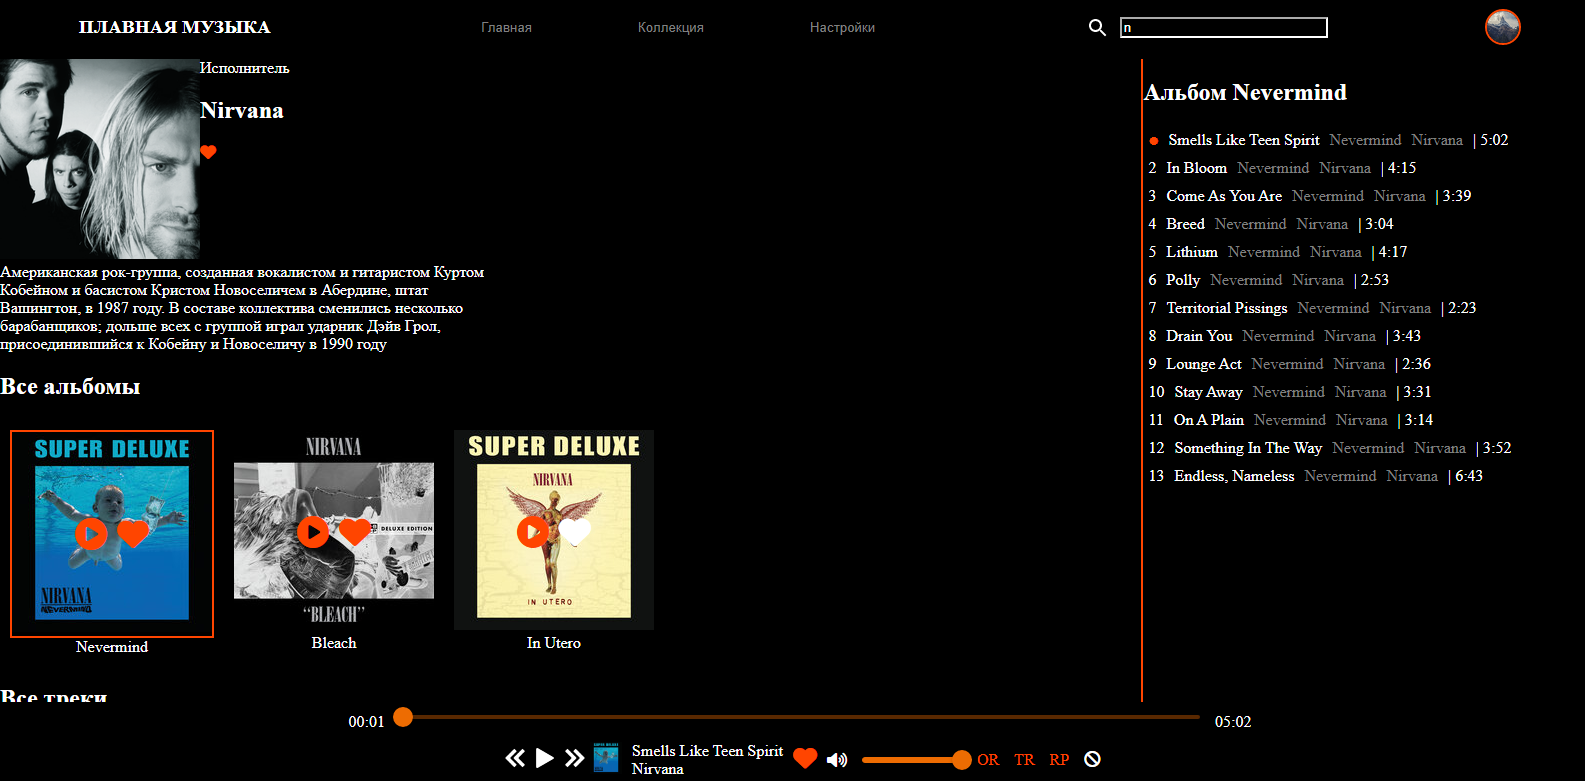 ПЛАВНАЯ МУЗЫКА
Главная
Коллекция
Настройки
n
Исполнитель
Nirvana
Американская рок-группа, созданная вокалистом и гитаристом Куртом
Кобейном и басистом Кристом Новоселичем в Абердине, штат
Вашингтон, в 1987 году. В составе коллектива сменились несколько
барабанщиков; дольше всех с группой играл ударник Дэйв Грол,
присоединившийся к Кобейну и Новоселичу в 1990 году
Все альбомы
SUPER DELUXE
NIRVANA
NEVERMIND
Nevermind
NIRVANA
DELUXE EDITION
“BLEACH”
Bleach
SUPER DELUXE
NIRVANA
IN UTERO
In Utero
Все треки
Альбом Nevermind
Smells Like Teen Spirit Nevermind Nirvana | 5:02
2 In Bloom Nevermind Nirvana | 4:15
3 Come As You Are Nevermind Nirvana | 3:39
4 Breed Nevermind Nirvana | 3:04
5 Lithium Nevermind Nirvana | 4:17
6 Polly Nevermind Nirvana | 2:53
7 Territorial Pissings Nevermind Nirvana | 2:23
8 Drain You Nevermind Nirvana | 3:43
9 Lounge Act Nevermind Nirvana | 2:36
10 Stay Away Nevermind Nirvana | 3:31
11 On A Plain Nevermind Nirvana | 3:14
12 Something In The Way Nevermind Nirvana | 3:52
13 Endless, Nameless Nevermind Nirvana | 6:43
00:01
05:02
Smells Like Teen Spirit
Nirvana
OR TR RP